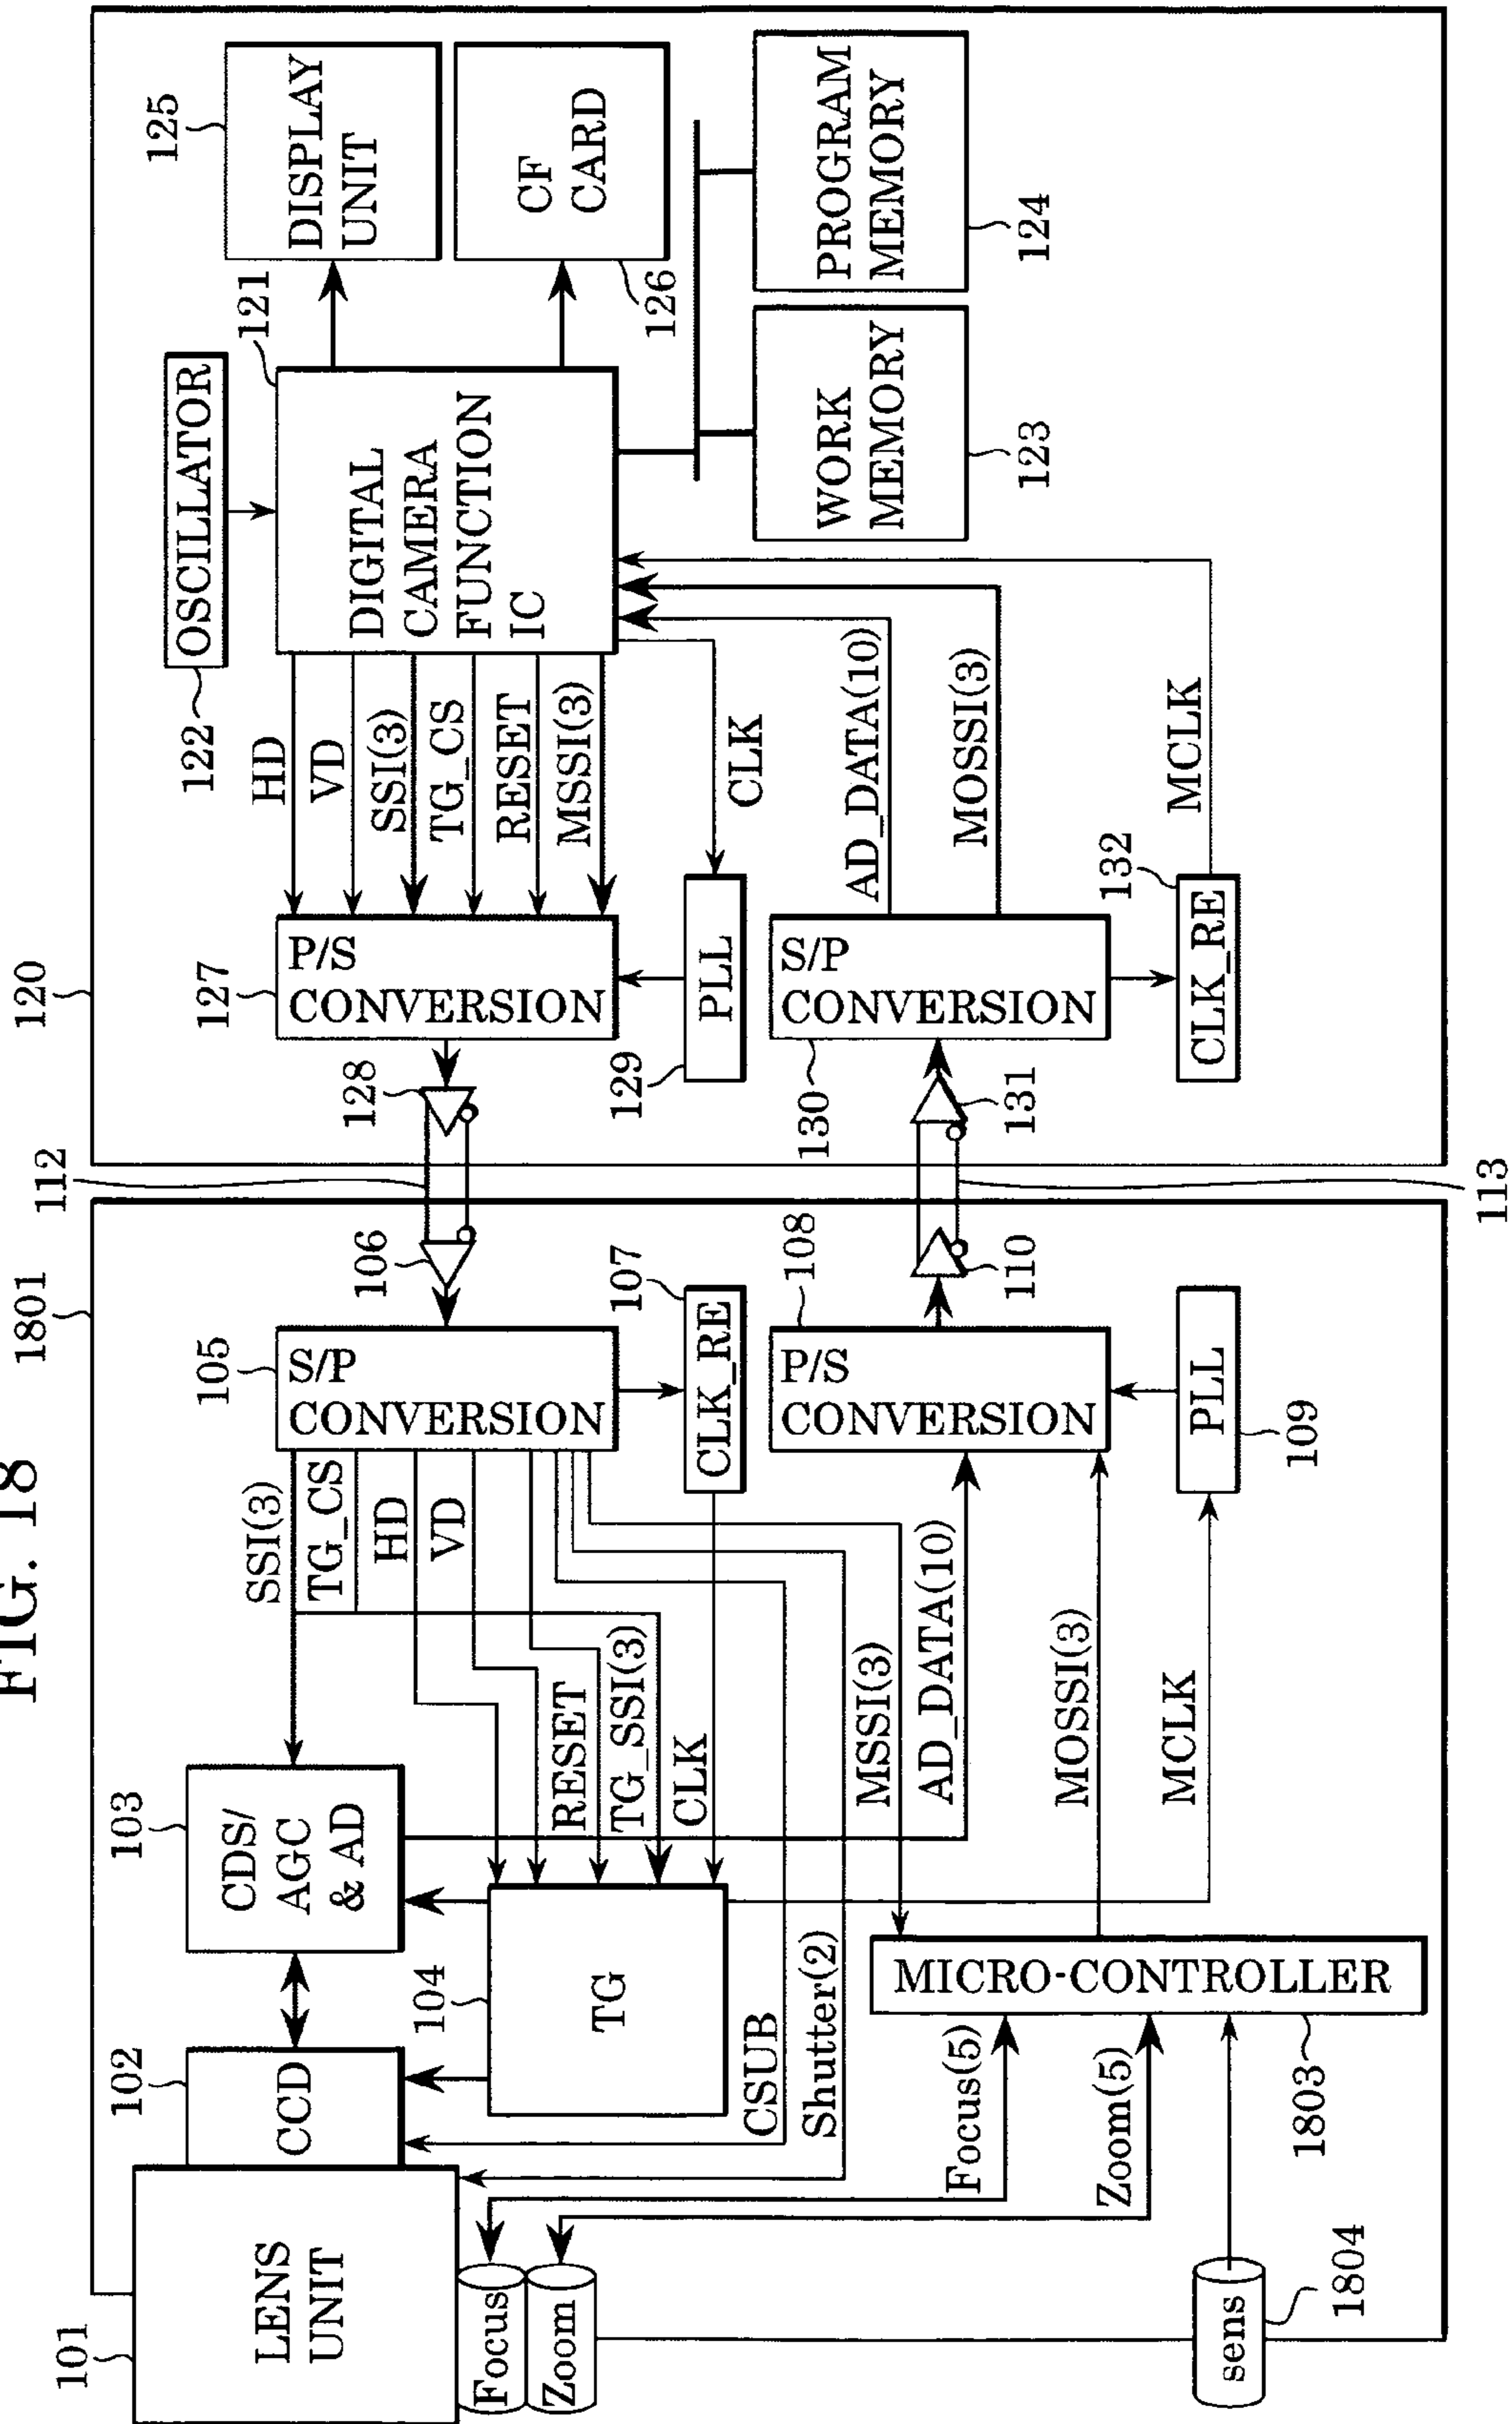 FIG. 18
1801
120
101
LENS
UNIT
102
CCD
103
CDS/
AGC
& AD
104
TG
Focus
Zoom
sens
1804
MICRO-CONTROLLER
1803
Focus(5)
Zoom(5)
CSUB
Shutter(2)
SSI(3)
TG_CS
HD
VD
RESET
TG_SSI(3)
CLK
MSSI(3)
AD_DATA(10)
MOSSI(3)
MCLK
105
S/P
CONVERSION
106
107
CLK_RE
108
P/S
CONVERSION
109
PLL
110
112
113
127
P/S
CONVERSION
128
129
PLL
130
S/P
CONVERSION
131
132
CLK_RE
HD
VD
SSI(3)
TG_CS
RESET
MSSI(3)
CLK
AD_DATA(10)
MOSSI(3)
MCLK
122
OSCILLATOR
121
DIGITAL
CAMERA
FUNCTION
IC
125
DISPLAY
UNIT
126
CF
CARD
WORK
MEMORY
123
PROGRAM
MEMORY
124